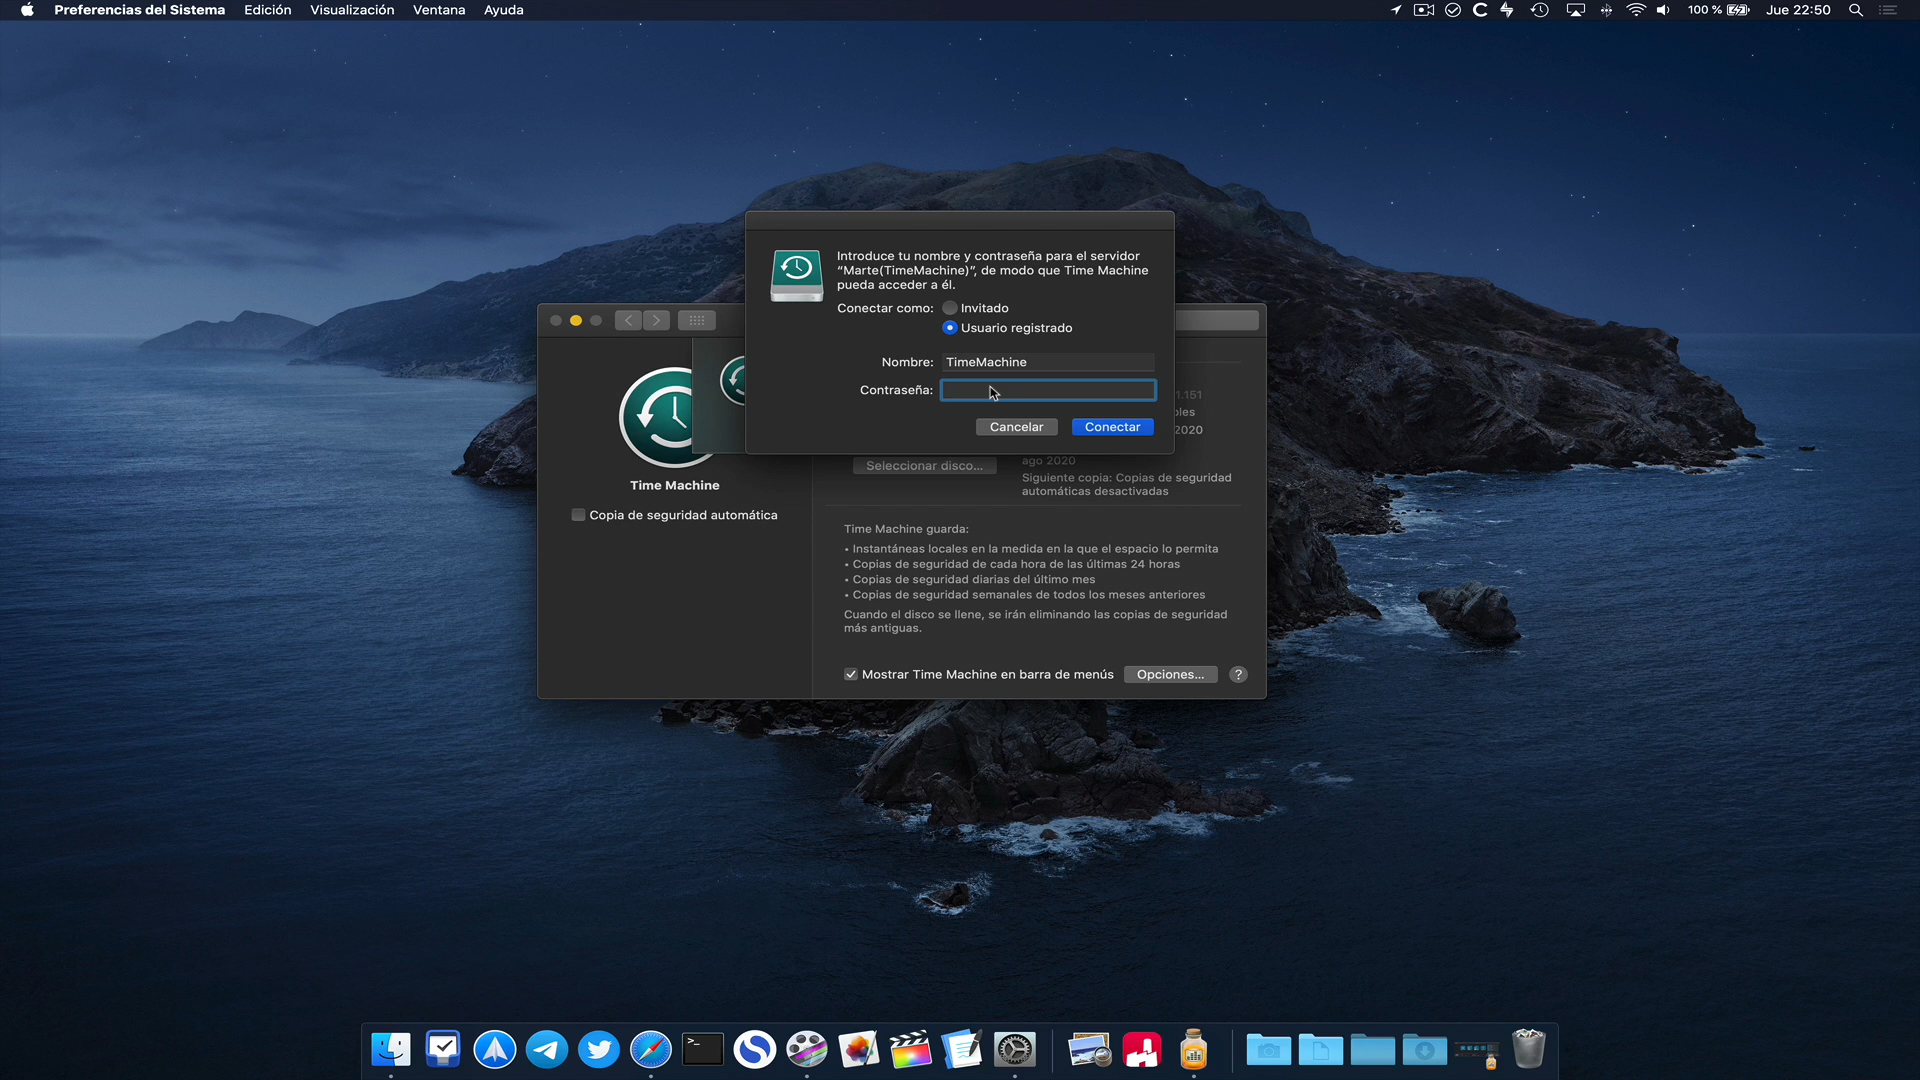 Preferencias del Sistema Edición Visualización Ventana Ayuda
100 % Jue 22:50
Introduce tu nombre y contraseña para el servidor
“Marte(TimeMachine)”, de modo que Time Machine
pueda acceder a él.
Conectar como: Invitado
Usuario registrado
Nombre: TimeMachine
Contraseña:
Cancelar Conectar
1.151
2020
Seleccionar disco...
ago 2020
Siguiente copia: Copias de seguridad
automáticas desactivadas
Time Machine
Copia de seguridad automática
Time Machine guarda:
• Instantáneas locales en la medida en la que el espacio lo permita
• Copias de seguridad de cada hora de las últimas 24 horas
• Copias de seguridad diarias del último mes
• Copias de seguridad semanales de todos los meses anteriores
Cuando el disco se llene, se irán eliminando las copias de seguridad
más antiguas.
Mostrar Time Machine en barra de menús Opciones... ?